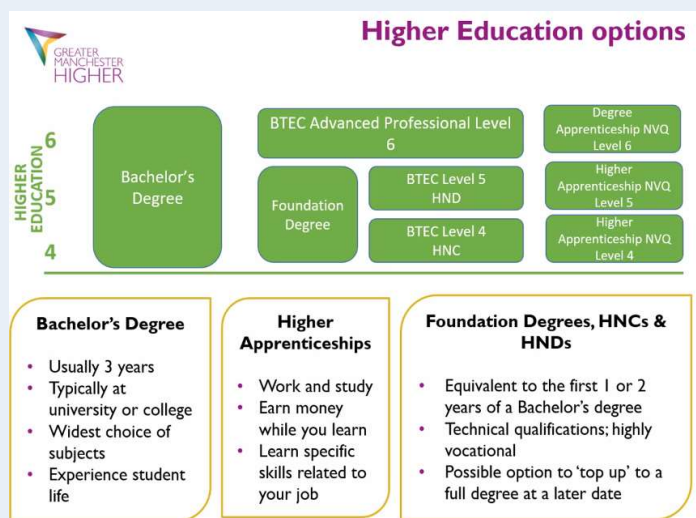 Higher Education options
GREATER
MANCHESTER
HIGHER
HIGHER
EDUCATION
6
5
4
Bachelor's
Degree
BTEC Advanced Professional Level
6
Foundation
Degree
BTEC Level 5
HND
BTEC Level 4
HNC
Degree
Apprenticeship NVQ
Level 6
Higher
Apprenticeship NVQ
Level 5
Higher
Apprenticeship NVQ
Level 4
Bachelor's Degree
• Usually 3 years
• Typically at
university or college
• Widest choice of
subjects
• Experience student
life
Higher
Apprenticeships
• Work and study
• Earn money
while you learn
• Learn specific
skills related to
your job
Foundation Degrees, HNCs &
HNDs
• Equivalent to the first 1 or 2
years of a Bachelor's degree
• Technical qualifications; highly
vocational
• Possible option to 'top up' to a
full degree at a later date